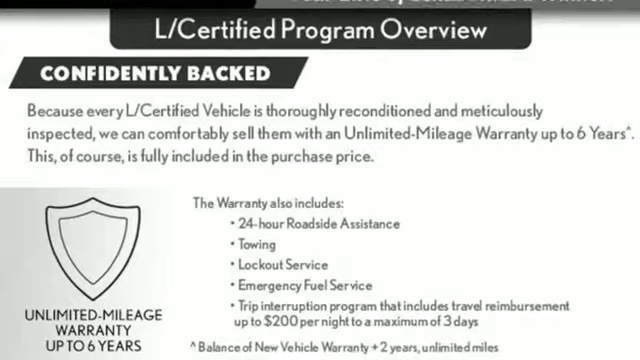 L/Certified Program Overview
CONFIDENTLY BACKED
Because every L/Certified Vehicle is thoroughly reconditioned and meticulously
inspected, we can comfortably sell them with an Unlimited-Mileage Warranty up to 6 Years^.
This, of course, is fully included in the purchase price.
The Warranty also includes:
• 24-hour Roadside Assistance
• Towing
• Lockout Service
• Emergency Fuel Service
• Trip interruption program that includes travel reimbursement
up to $200 per night to a maximum of 3 days
UNLIMITED-MILEAGE
WARRANTY
UP TO 6 YEARS
^ Balance of New Vehicle Warranty + 2 years, unlimited miles